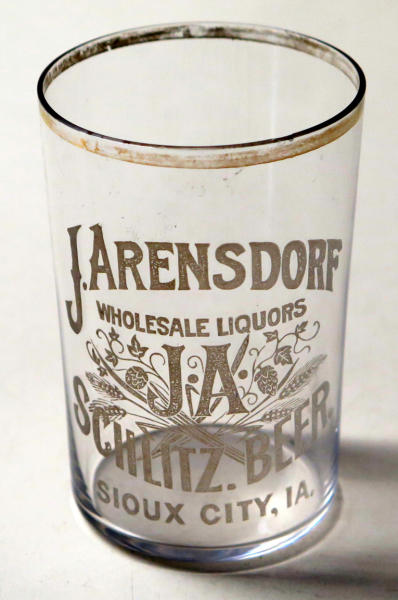 J. ARENSDORF
WHOLESALE LIQUORS
J.A.
SCHLITZ. BEER.
SIOUX CITY, IA.